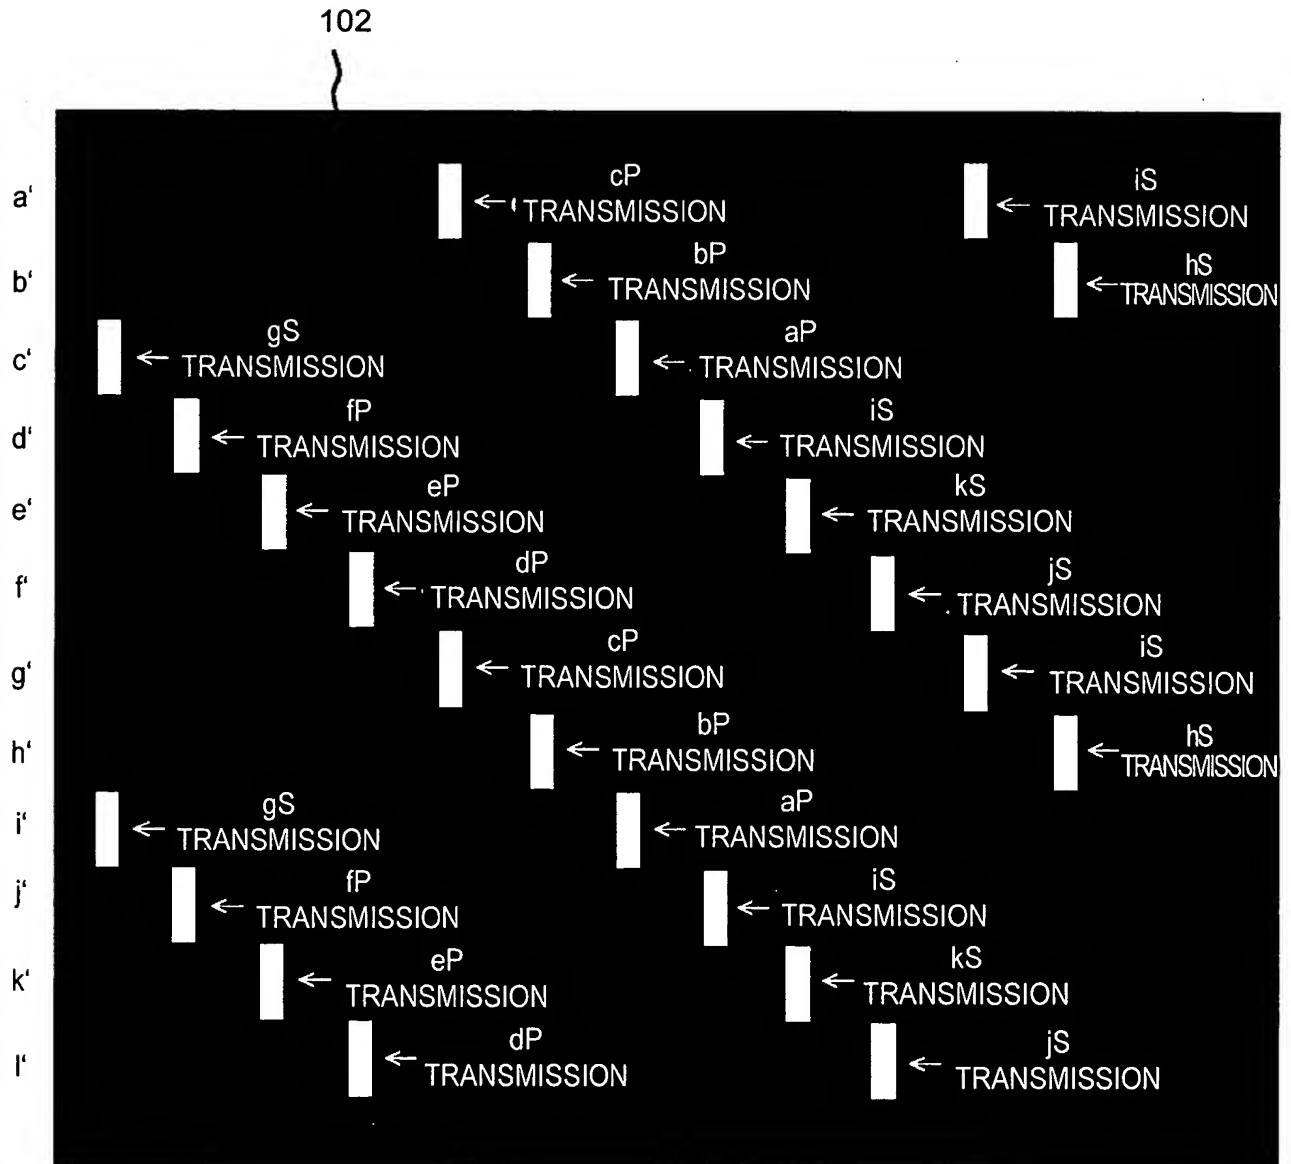 102
a' cP iS
TRANSMISSION TRANSMISSION
b' bP hS
TRANSMISSION TRANSMISSION
c' gS aP
TRANSMISSION TRANSMISSION
d' fP iS
TRANSMISSION TRANSMISSION
e' eP kS
TRANSMISSION TRANSMISSION
f' dP jS
TRANSMISSION TRANSMISSION
g' cP iS
TRANSMISSION TRANSMISSION
h' bP hS
TRANSMISSION TRANSMISSION
i' gS aP
TRANSMISSION TRANSMISSION
j' fP iS
TRANSMISSION TRANSMISSION
k' eP kS
TRANSMISSION TRANSMISSION
l' dP jS
TRANSMISSION TRANSMISSION